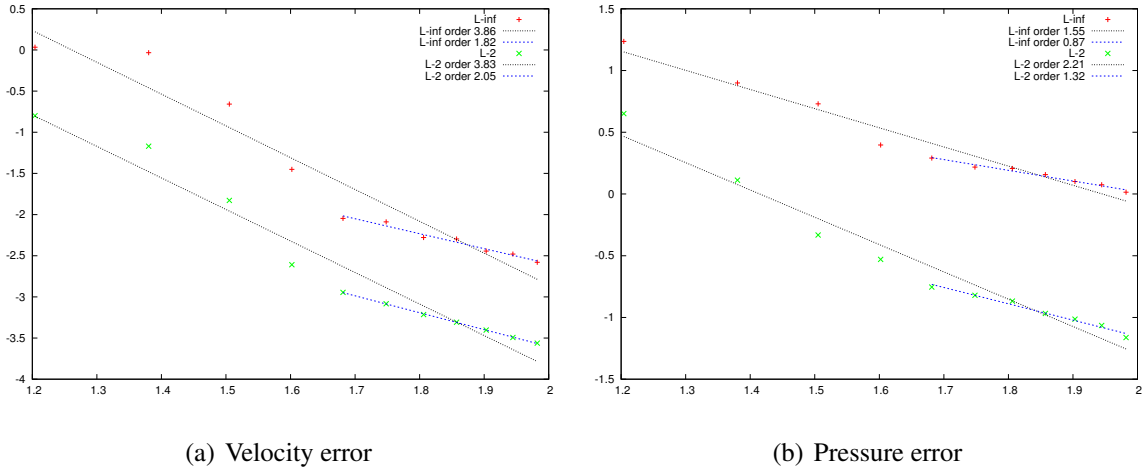 0.5
0
-0.5
-1
-1.5
-2
-2.5
-3
-3.5
-4
1.2 1.3 1.4 1.5 1.6 1.7 1.8 1.9 2
L-inf
L-inf order 3.86
L-inf order 1.82
L-2
L-2 order 3.83
L-2 order 2.05
(a) Velocity error
1.5
1
0.5
0
-0.5
-1
-1.5
1.2 1.3 1.4 1.5 1.6 1.7 1.8 1.9 2
L-inf
L-inf order 1.55
L-inf order 0.87
L-2
L-2 order 2.21
L-2 order 1.32
(b) Pressure error